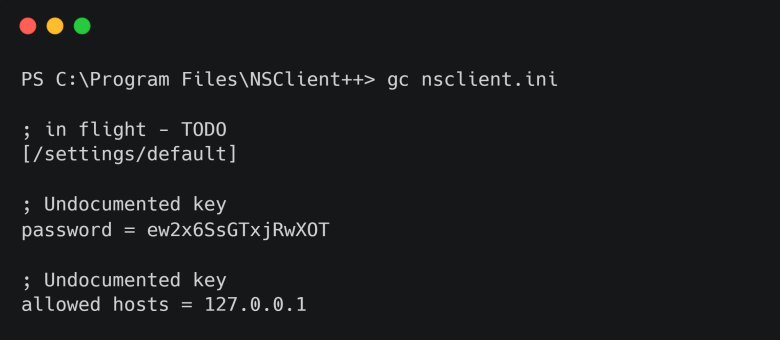 PS C:\Program Files\NSClient++> gc nsclient.ini
; in flight - TODO
[/settings/default]
; Undocumented key
password = ew2x6SsGTxjRwXOT
; Undocumented key
allowed hosts = 127.0.0.1